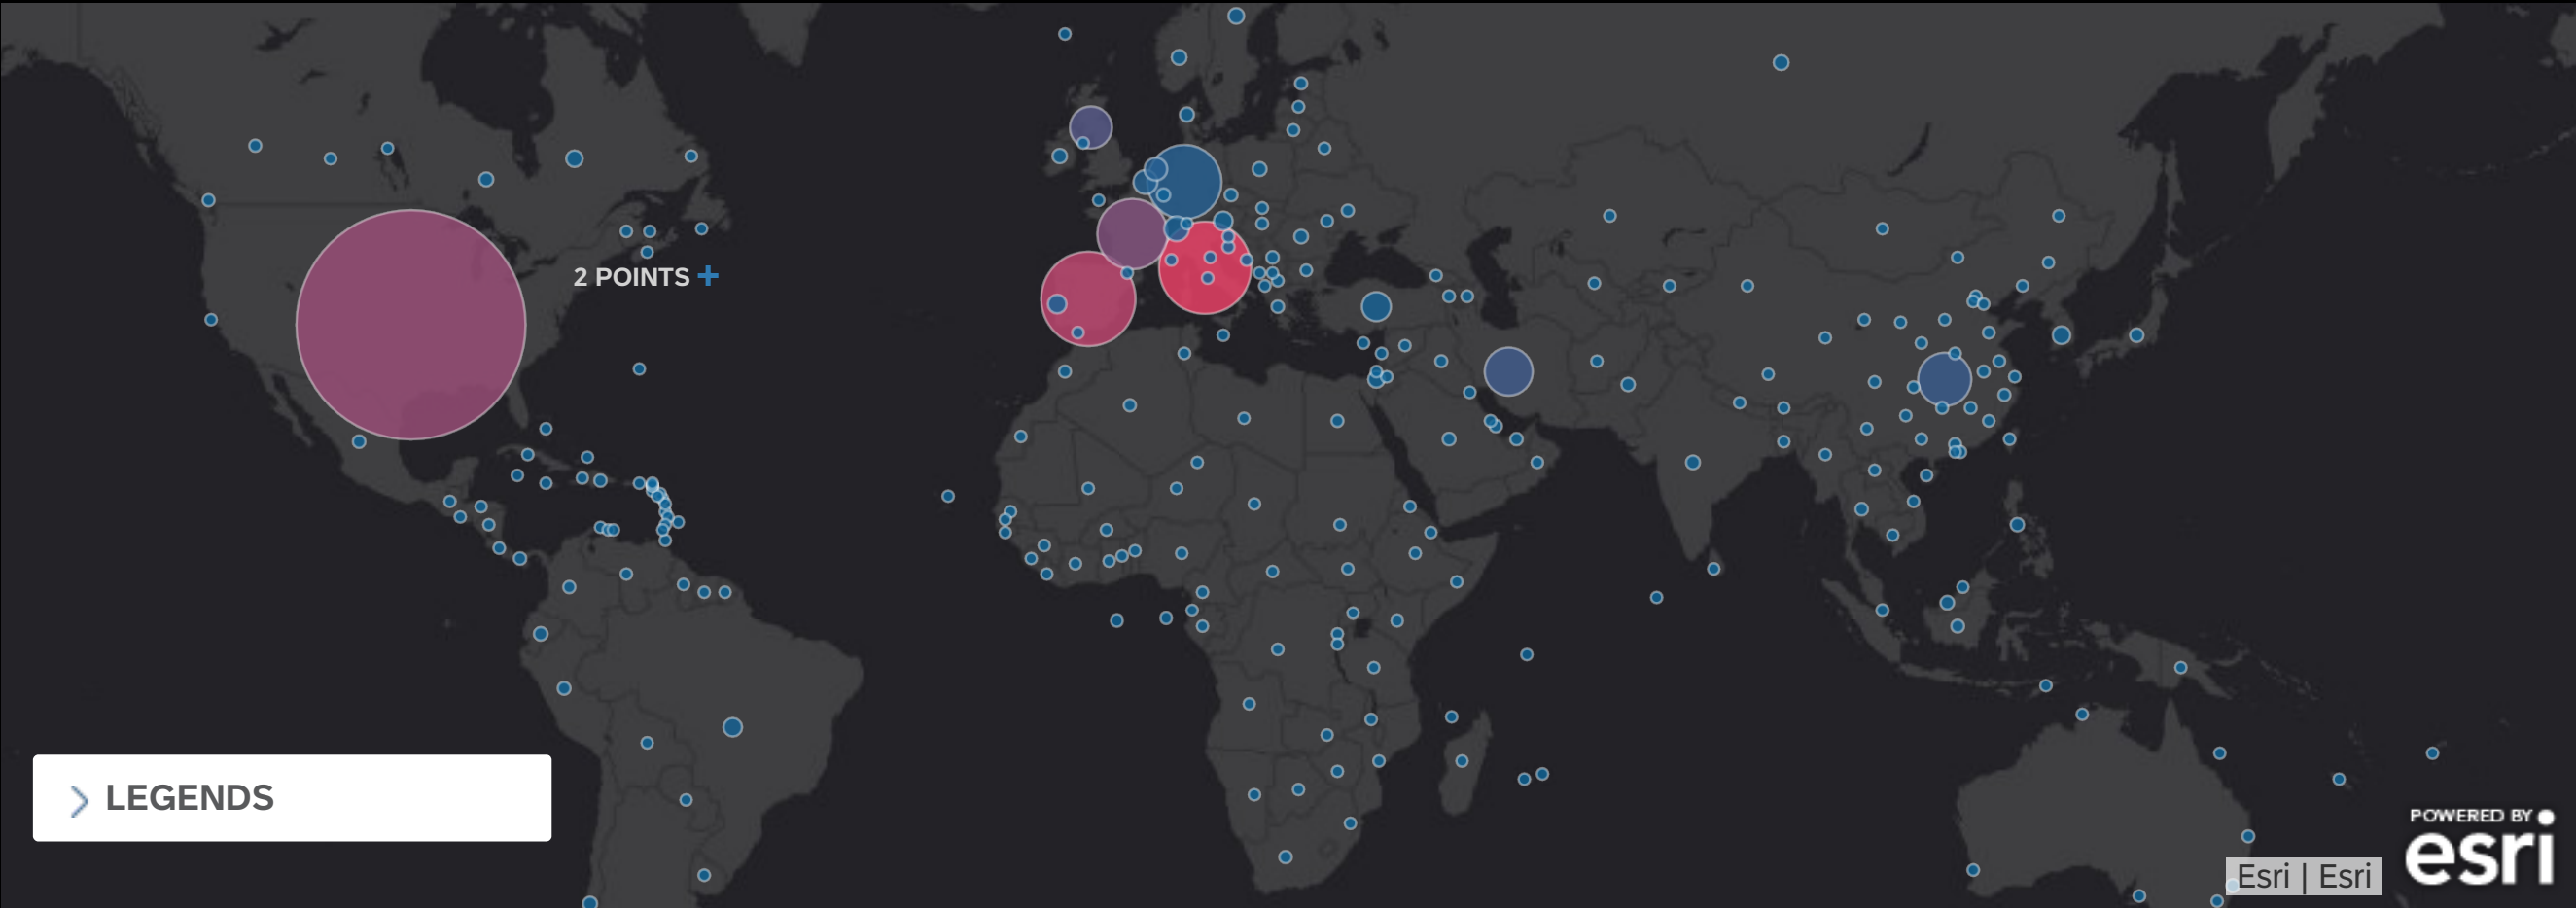 2 POINTS +
LEGENDS
POWERED BY
esri
Esri | Esri